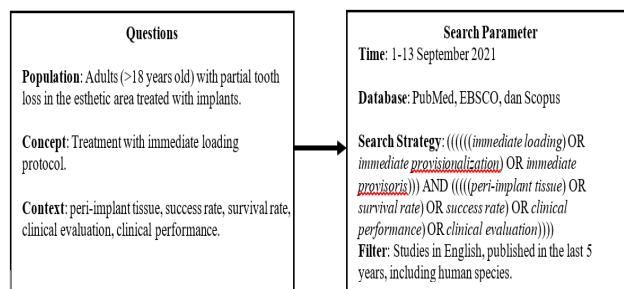 Questions
Population: Adults (>18 years old) with partial tooth
loss in the esthetic area treated with implants.
Concept: Treatment with immediate loading
protocol.
Context: peri-implant tissue, success rate, survival rate,
clinical evaluation, clinical performance.
Search Parameter
Time: 1-13 September 2021
Database: PubMed, EBSCO, dan Scopus
Search Strategy: ((((((immediate loading) OR
immediate provisionalization) OR immediate
provisoris))) AND (((((peri-implant tissue) OR
survival rate) OR success rate) OR clinical
performance) OR clinical evaluation))))
Filter: Studies in English, published in the last 5
years, including human species.